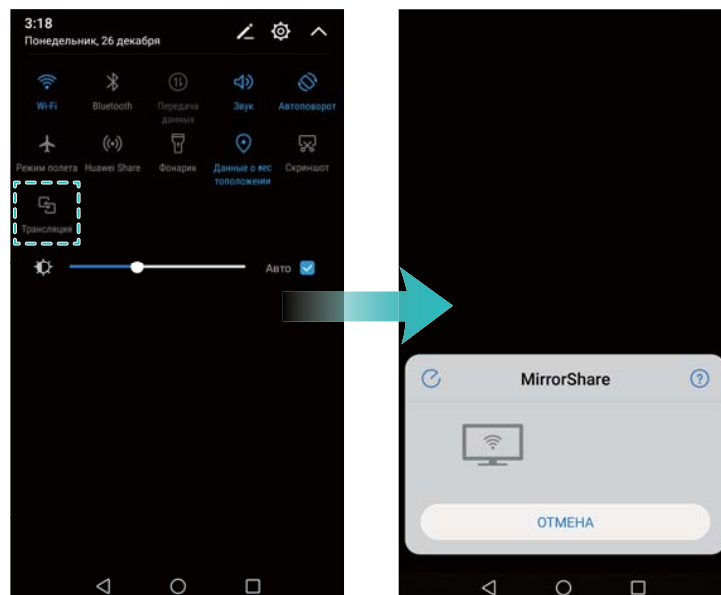 3:18
Понедельник, 26 декабря
Wi-Fi
Bluetooth
Передача
данных
Звук
Автоповорот
Режим полета
Huawei Share
Фонарик
Данные о мес
тоположении
Скриншот
Трансляция
Авто
MirrorShare
?
ОТМЕНА